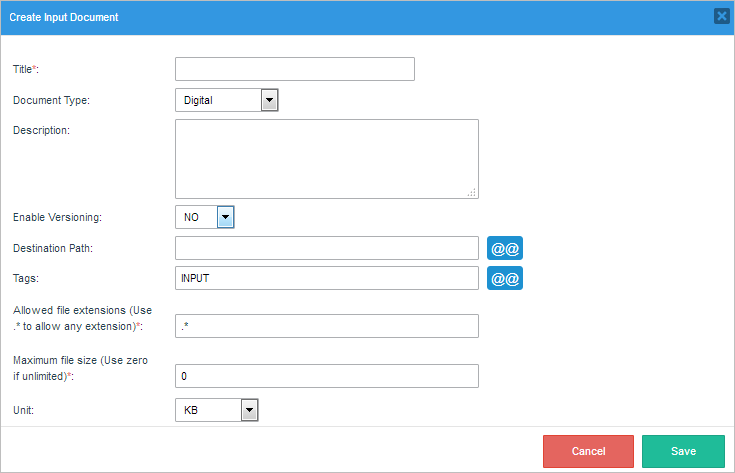 Create Input Document
Title*:
Document Type: Digital
Description:
Enable Versioning: NO
Destination Path: @@
Tags: INPUT @@
Allowed file extensions (Use
.* to allow any extension)*: .*
Maximum file size (Use zero
if unlimited)*: 0
Unit: KB
Cancel Save